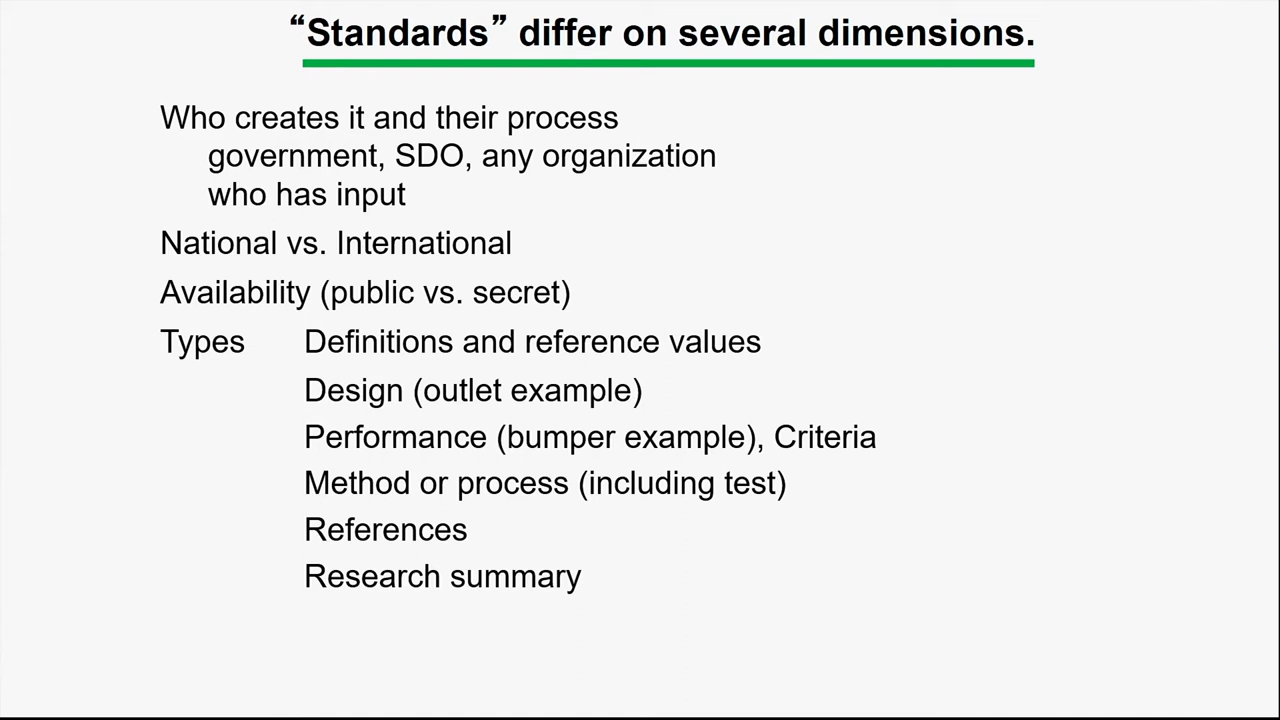 “Standards” differ on several dimensions.
Who creates it and their process
government, SDO, any organization
who has input
National vs. International
Availability (public vs. secret)
Types Definitions and reference values
Design (outlet example)
Performance (bumper example), Criteria
Method or process (including test)
References
Research summary